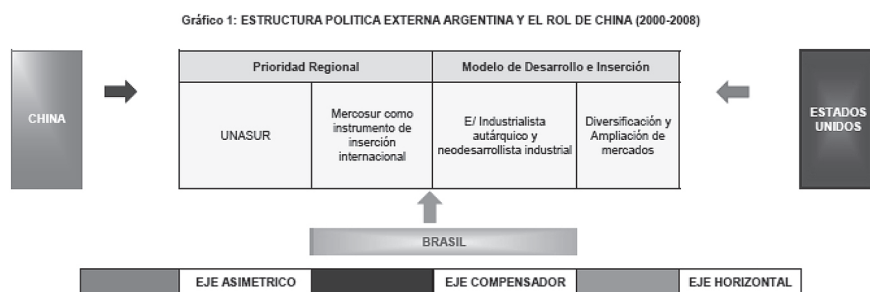 Gráfico 1: ESTRUCTURA POLITICA EXTERNA ARGENTINA Y EL ROL DE CHINA (2000-2008)
CHINA
Prioridad Regional
Modelo de Desarrollo e Inserción
UNASUR
Mercosur como
instrumento de
inserción
internacional
E/ Industrialista
autárquico y
neodesarrollista industrial
Diversificación y
Ampliación de
mercados
ESTADOS
UNIDOS
BRASIL
EJE ASIMETRICO
EJE COMPENSADOR
EJE HORIZONTAL